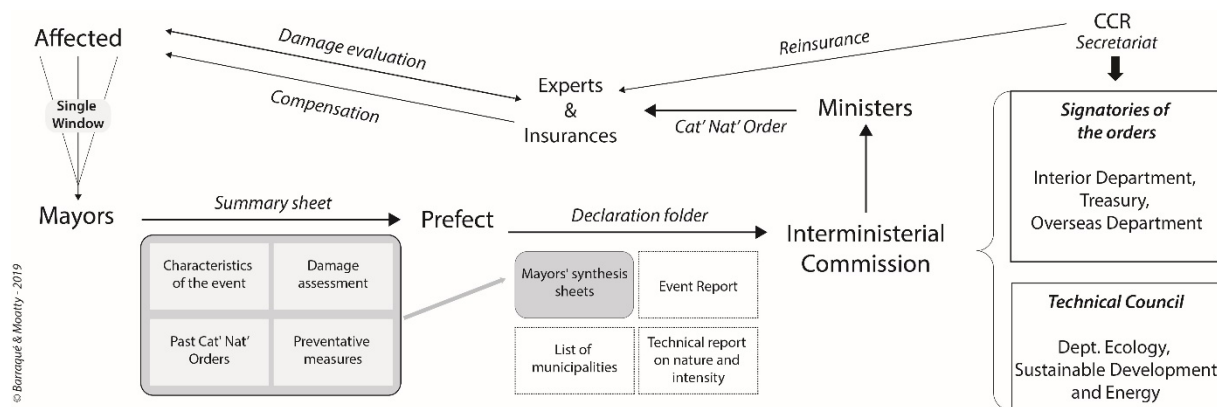 Affected
Single
Window
Mayors
Damage evaluation
Compensation
Experts
&
Insurances
Reinsurance
Cat' Nat' Order
Ministers
CCR
Secretariat
Summary sheet
Characteristics
of the event
Damage
assessment
Past Cat' Nat'
Orders
Preventative
measures
Prefect
Declaration folder
Mayors' synthesis
sheets
Event Report
List of
municipalities
Technical report
on nature and
intensity
Interministerial
Commission
Signatories of
the orders
Interior Department,
Treasury,
Overseas Department
Technical Council
Dept. Ecology,
Sustainable Development
and Energy
© Barraqué & Moatty - 2019